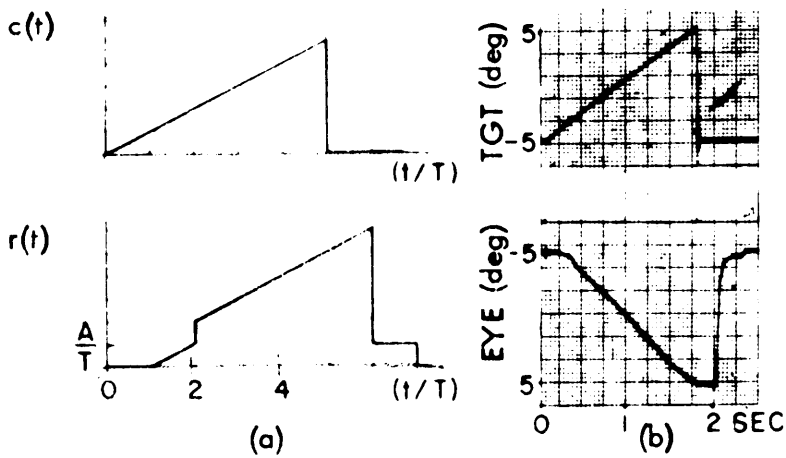 c(t)
(t/T)
r(t)
A/T
0 2 4 (t/T)
(a)
5
TGT (deg)
-5
-5
EYE (deg)
5
0 1 2 SEC
(b)